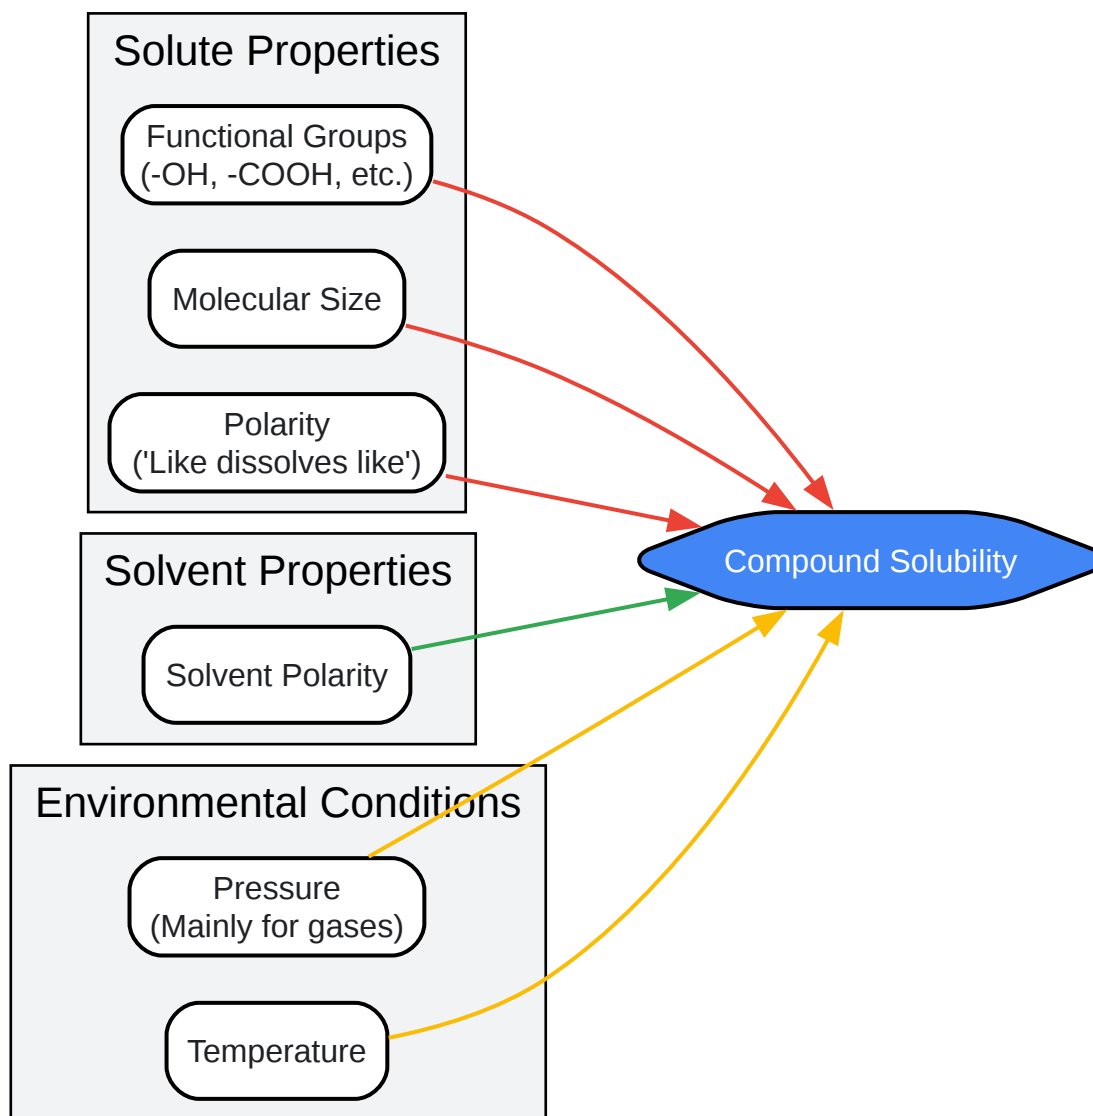 Solute Properties
Functional Groups
(-OH, -COOH, etc.)
Molecular Size
Polarity
('Like dissolves like')
Compound Solubility
Solvent Properties
Solvent Polarity
Environmental Conditions
Pressure
(Mainly for gases)
Temperature